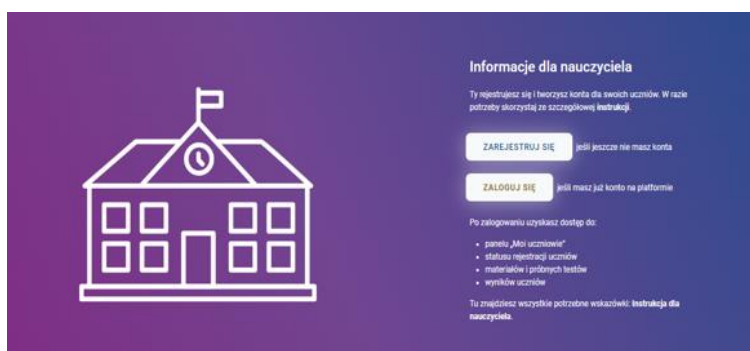 Informacje dla nauczyciela
Ty rejestrujesz się i tworzysz konta dla swoich uczniów. W razie
potrzeby skorzystaj ze szczegółowej instrukcji.
ZAREJESTRUJ SIĘ jeśli jeszcze nie masz konta
ZALOGUJ SIĘ jeśli masz już konto na platformie
Po zalogowaniu uzyskasz dostęp do:
• panelu „Moi uczniowie"
• statusu rejestracji uczniów
• materiałów i próbnych testów
• wyników uczniów
Tu znajdziesz wszystkie potrzebne wskazówki: Instrukcja dla
nauczyciela.